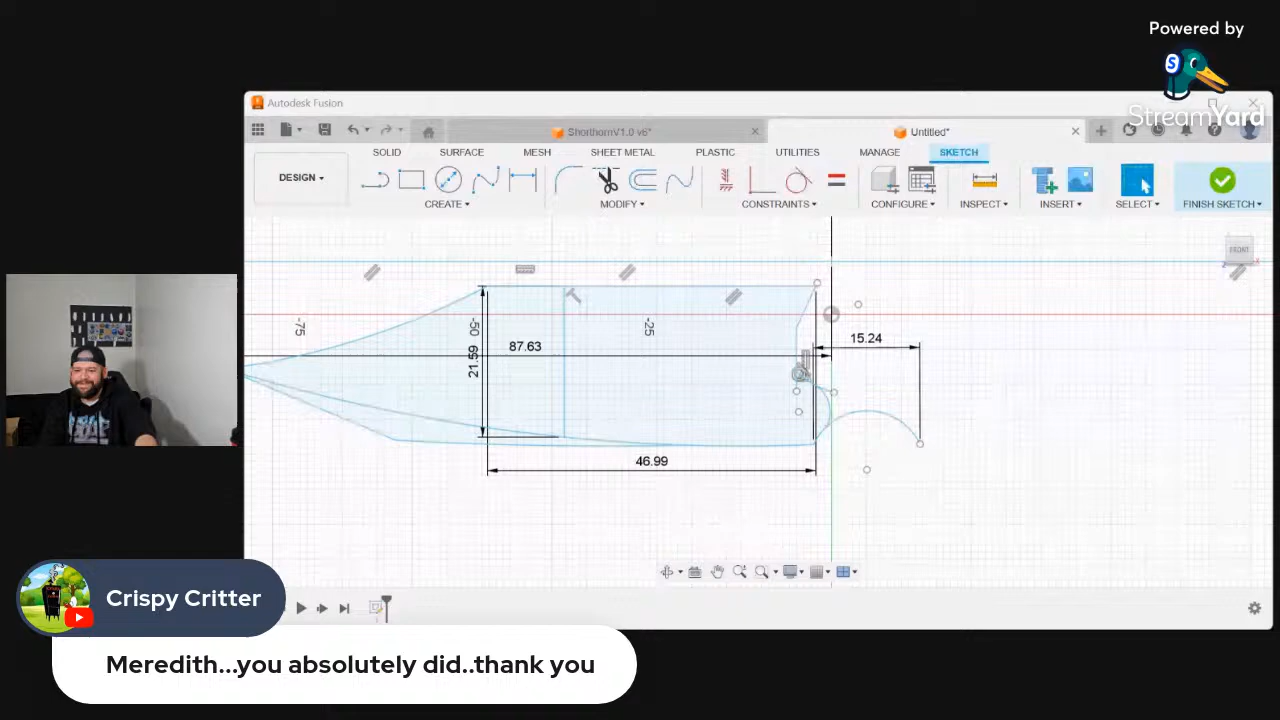 Powered by
StreamYard
Autodesk Fusion
ShorthornV1.0 v6*
Untitled*
SOLID SURFACE MESH SHEET METAL PLASTIC UTILITIES MANAGE SKETCH
DESIGN
CREATE MODIFY CONSTRAINTS CONFIGURE INSPECT INSERT SELECT FINISH SKETCH
FRONT
-75
-50
-25
15.24
87.63
21.59
46.99
Crispy Critter
Meredith...you absolutely did..thank you